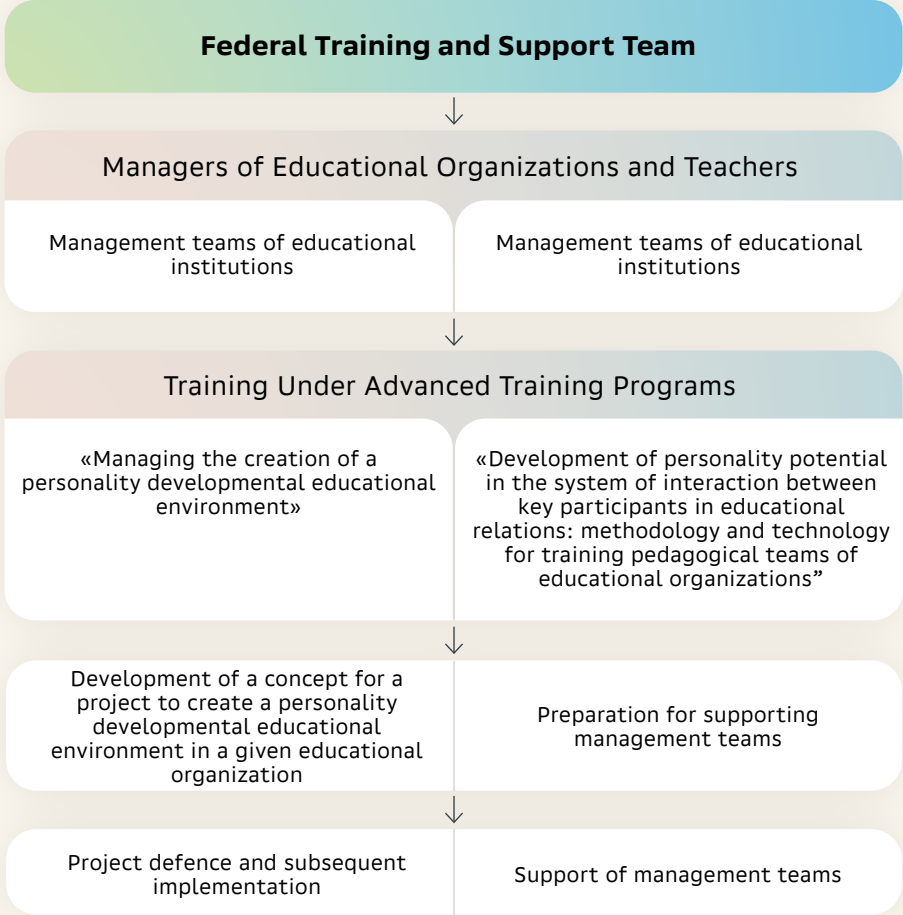 Federal Training and Support Team
Managers of Educational Organizations and Teachers
Management teams of educational
institutions
Management teams of educational
institutions
Training Under Advanced Training Programs
«Managing the creation of a
personality developmental educational
environment»
«Development of personality potential
in the system of interaction between
key participants in educational
relations: methodology and technology
for training pedagogical teams of
educational organizations”
Development of a concept for a
project to create a personality
developmental educational
environment in a given educational
organization
Preparation for supporting
management teams
Project defence and subsequent
implementation
Support of management teams